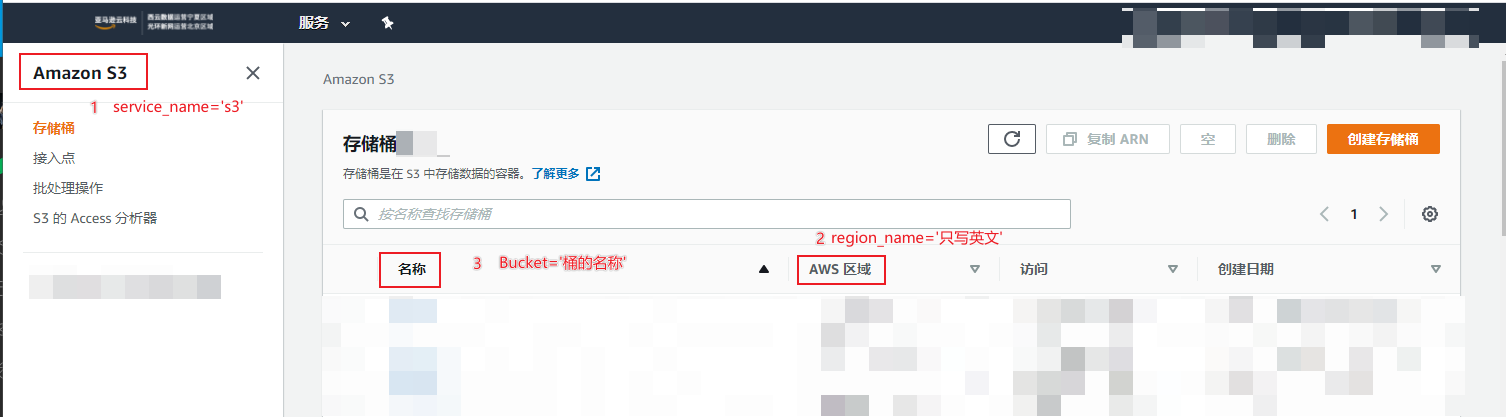 亚马逊云科技
西云数据运营宁夏区域
光环新网运营北京区域
服务
Amazon S3
1 service_name='s3'
存储桶
接入点
批处理操作
S3 的 Access 分析器
Amazon S3
存储桶
复制 ARN
空
删除
创建存储桶
存储桶是在 S3 中存储数据的容器。了解更多
按名称查找存储桶
1
2 region_name='只写英文'
3 Bucket='桶的名称'
名称
AWS 区域
访问
创建日期